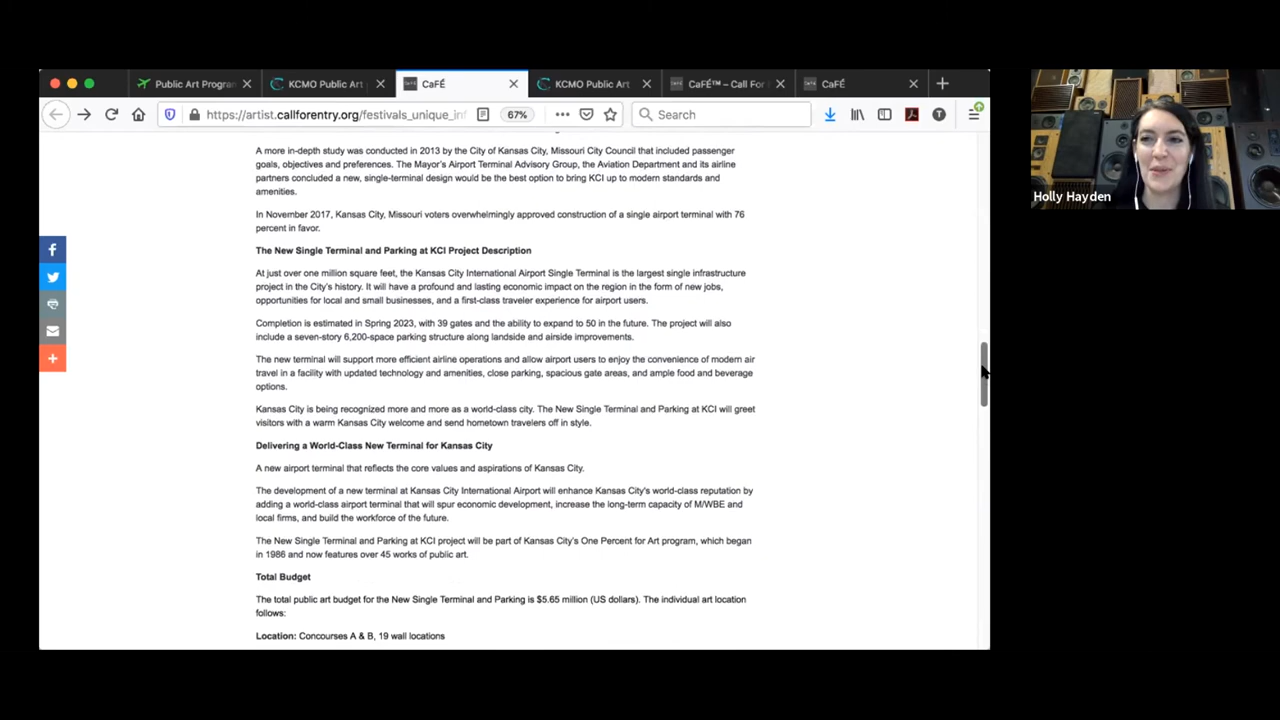 Public Art Program
KCMO Public Art
CaFÉ
KCMO Public Art
CaFÉ™ – Call For
CaFÉ
https://artist.callforentry.org/festivals_unique_inf
67%
Search
A more in-depth study was conducted in 2013 by the City of Kansas City, Missouri City Council that included passenger
goals, objectives and preferences. The Mayor's Airport Terminal Advisory Group, the Aviation Department and its airline
partners concluded a new, single-terminal design would be the best option to bring KCI up to modern standards and
amenities.
In November 2017, Kansas City, Missouri voters overwhelmingly approved construction of a single airport terminal with 76
percent in favor.
The New Single Terminal and Parking at KCI Project Description
At just over one million square feet, the Kansas City International Airport Single Terminal is the largest single infrastructure
project in the City's history. It will have a profound and lasting economic impact on the region in the form of new jobs,
opportunities for local and small businesses, and a first-class traveler experience for airport users.
Completion is estimated in Spring 2023, with 39 gates and the ability to expand to 50 in the future. The project will also
include a seven-story 6,200-space parking structure along landside and airside improvements.
The new terminal will support more efficient airline operations and allow airport users to enjoy the convenience of modern air
travel in a facility with updated technology and amenities, close parking, spacious gate areas, and ample food and beverage
options.
Kansas City is being recognized more and more as a world-class city. The New Single Terminal and Parking at KCI will greet
visitors with a warm Kansas City welcome and send hometown travelers off in style.
Delivering a World-Class New Terminal for Kansas City
A new airport terminal that reflects the core values and aspirations of Kansas City.
The development of a new terminal at Kansas City International Airport will enhance Kansas City's world-class reputation by
adding a world-class airport terminal that will spur economic development, increase the long-term capacity of M/WBE and
local firms, and build the workforce of the future.
The New Single Terminal and Parking at KCI project will be part of Kansas City's One Percent for Art program, which began
in 1986 and now features over 45 works of public art.
Total Budget
The total public art budget for the New Single Terminal and Parking is $5.65 million (US dollars). The individual art location
follows:
Location: Concourses A & B, 19 wall locations
Holly Hayden